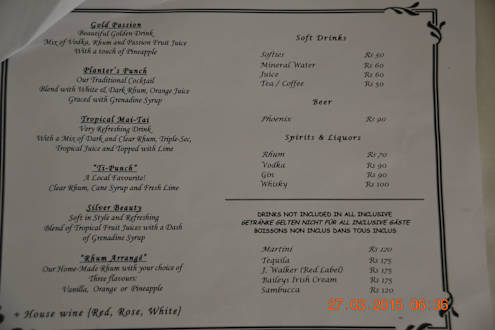 Gold Passion
Beautiful Golden Drink
Mix of Vodka, Rhum and Passion Fruit Juice
With a touch of Pineapple
Planter's Punch
Our Traditional Cocktail
Blend with White & Dark Rhum, Orange Juice
Graced with Grenadine Syrup
Tropical Mai-Tai
Very Refreshing Drink
With a Mix of Dark and Clear Rhum, Triple-Sec,
Tropical Juice and Topped with Lime
"Ti-Punch"
A Local Favourite!
Clear Rhum, Cane Syrup and Fresh Lime
Silver Beauty
Soft in Style and Refreshing
Blend of Tropical Fruit Juices with a Dash
of Grenadine Syrup
"Rhum Arrangé"
Our Home-Made Rhum with your choice of
Three flavours:
Vanilla, Orange or Pineapple
+ House wine {Red, Rose, White}
Soft Drinks
Softies Rs 50
Mineral Water Rs 60
Juice Rs 60
Tea / Coffee Rs 50
Beer
Phoenix Rs 90
Spirits & Liquors
Rhum Rs 70
Vodka Rs 90
Gin Rs 90
Whisky Rs 100
DRINKS NOT INCLUDED IN ALL INCLUSIVE
GETRÄNKE GELTEN NICHT FÜR ALL INCLUSIVE GÄSTE
BOISSONS NON INCLUS DANS TOUS INCLUS
Martini Rs 120
Tequila Rs 175
J. Walker (Red Label) Rs 175
Baileys Irish Cream Rs 175
Sambucca Rs 120